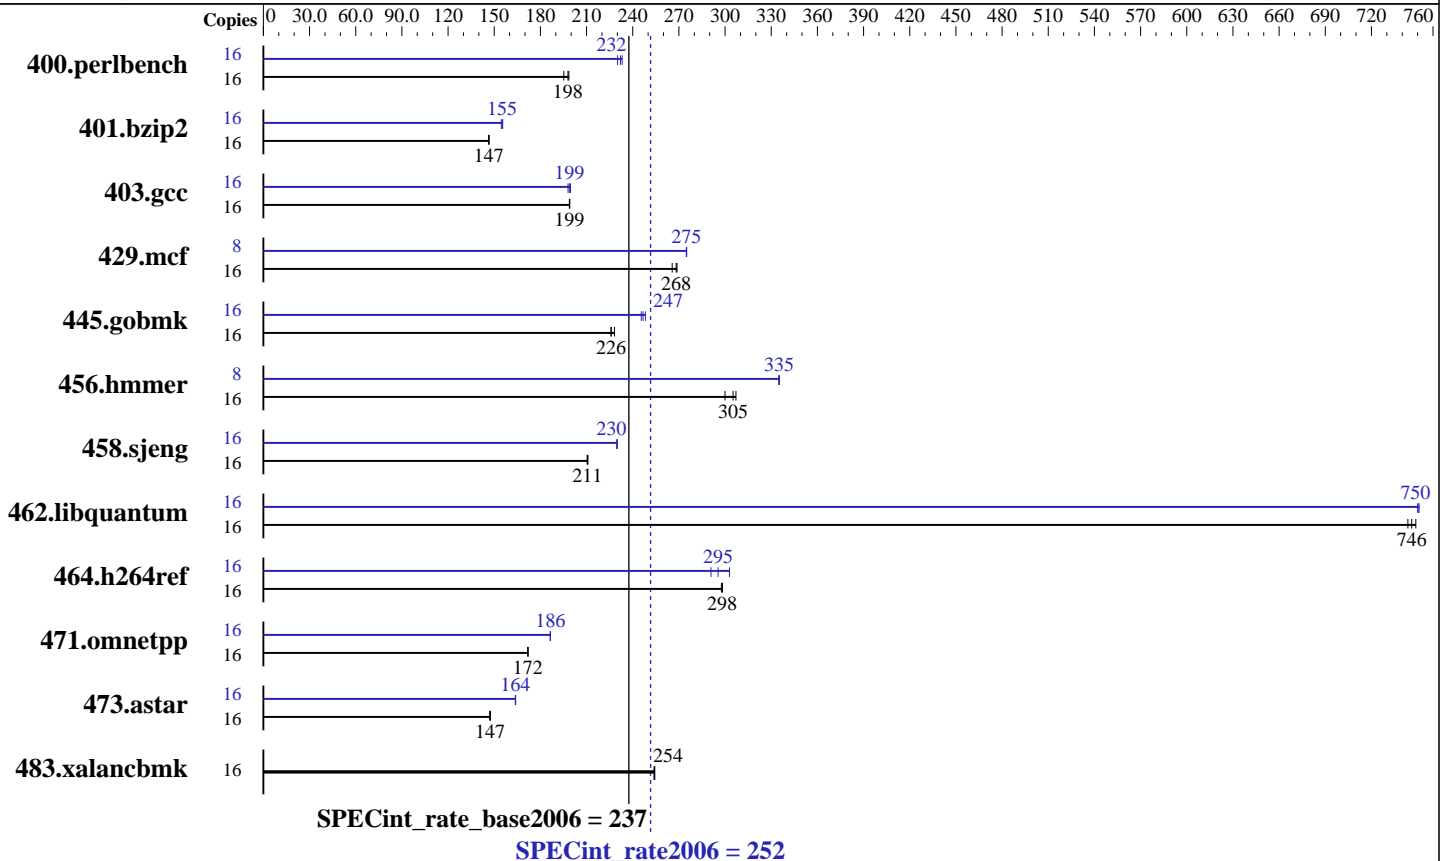 Copies 0 30.0 60.0 90.0 120 150 180 210 240 270 300 330 360 390 420 450 480 510 540 570 600 630 660 690 720 760
400.perlbench 16 232
16 198
401.bzip2 16 155
16 147
403.gcc 16 199
16 199
429.mcf 8 275
16 268
445.gobmk 16 247
16 226
456.hmmer 8 335
16 305
458.sjeng 16 230
16 211
462.libquantum 16 750
16 746
464.h264ref 16 295
16 298
471.omnetpp 16 186
16 172
473.astar 16 164
16 147
483.xalancbmk 16 254
SPECint_rate_base2006 = 237
SPECint_rate2006 = 252